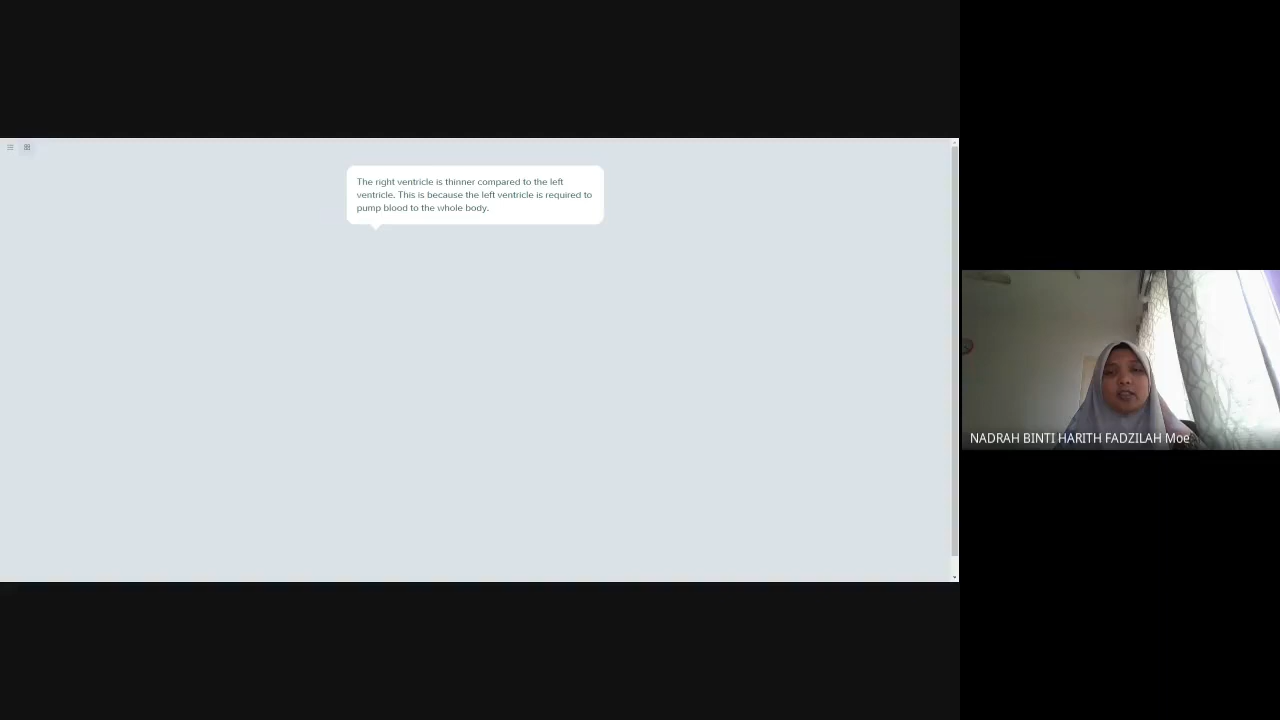 The right ventricle is thinner compared to the left
ventricle. This is because the left ventricle is required to
pump blood to the whole body.
NADRAH BINTI HARITH FADZILAH Moe